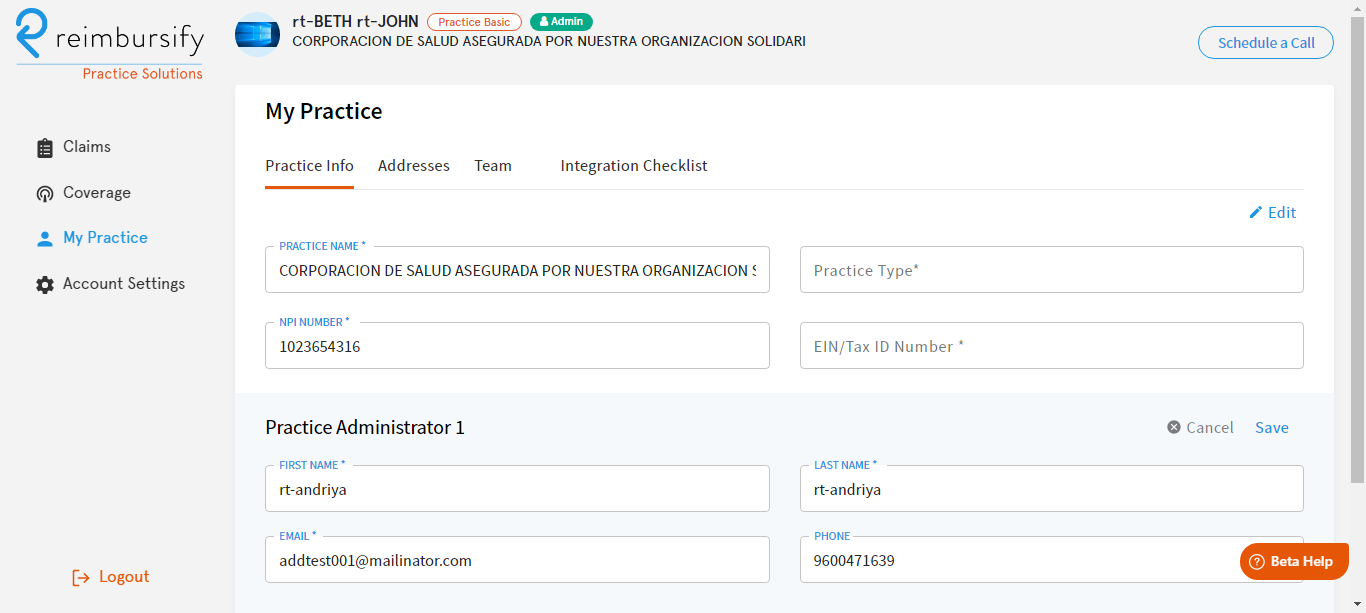 reimbursify
Practice Solutions
rt-BETH rt-JOHN Practice Basic Admin
CORPORACION DE SALUD ASEGURADA POR NUESTRA ORGANIZACION SOLIDARI
Schedule a Call
Claims
Coverage
My Practice
Account Settings
Logout
My Practice
Practice Info Addresses Team Integration Checklist
Edit
PRACTICE NAME *
CORPORACION DE SALUD ASEGURADA POR NUESTRA ORGANIZACION S
Practice Type*
NPI NUMBER *
1023654316
EIN/Tax ID Number *
Practice Administrator 1
Cancel Save
FIRST NAME *
rt-andriya
LAST NAME *
rt-andriya
EMAIL *
addtest001@mailinator.com
PHONE
9600471639
Beta Help